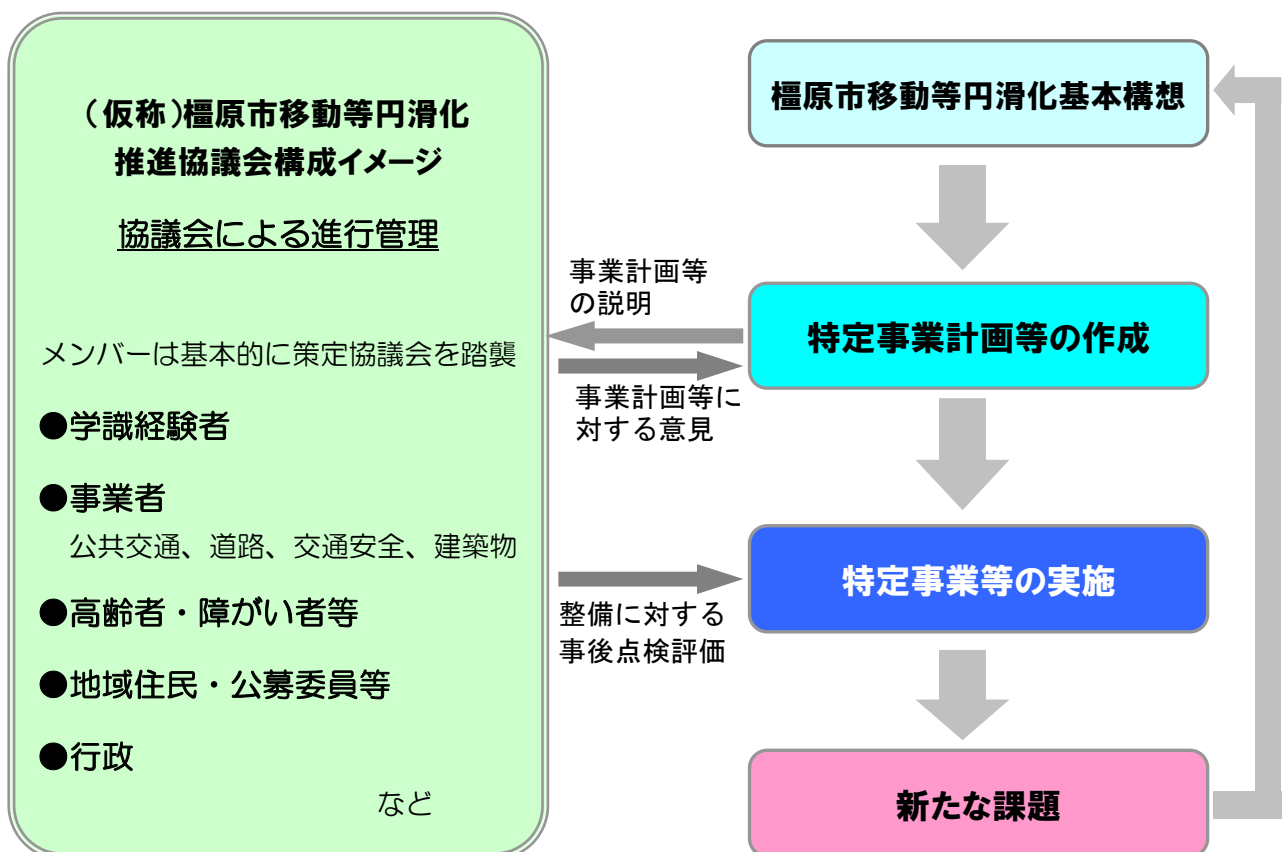 （仮称）橿原市移動等円滑化
推進協議会構成イメージ
協議会による進行管理
メンバーは基本的に策定協議会を踏襲
●学識経験者
●事業者
公共交通、道路、交通安全、建築物
●高齢者・障がい者等
●地域住民・公募委員等
●行政
など
事業計画等
の説明
事業計画等に
対する意見
整備に対する
事後点検評価
橿原市移動等円滑化基本構想
特定事業計画等の作成
特定事業等の実施
新たな課題